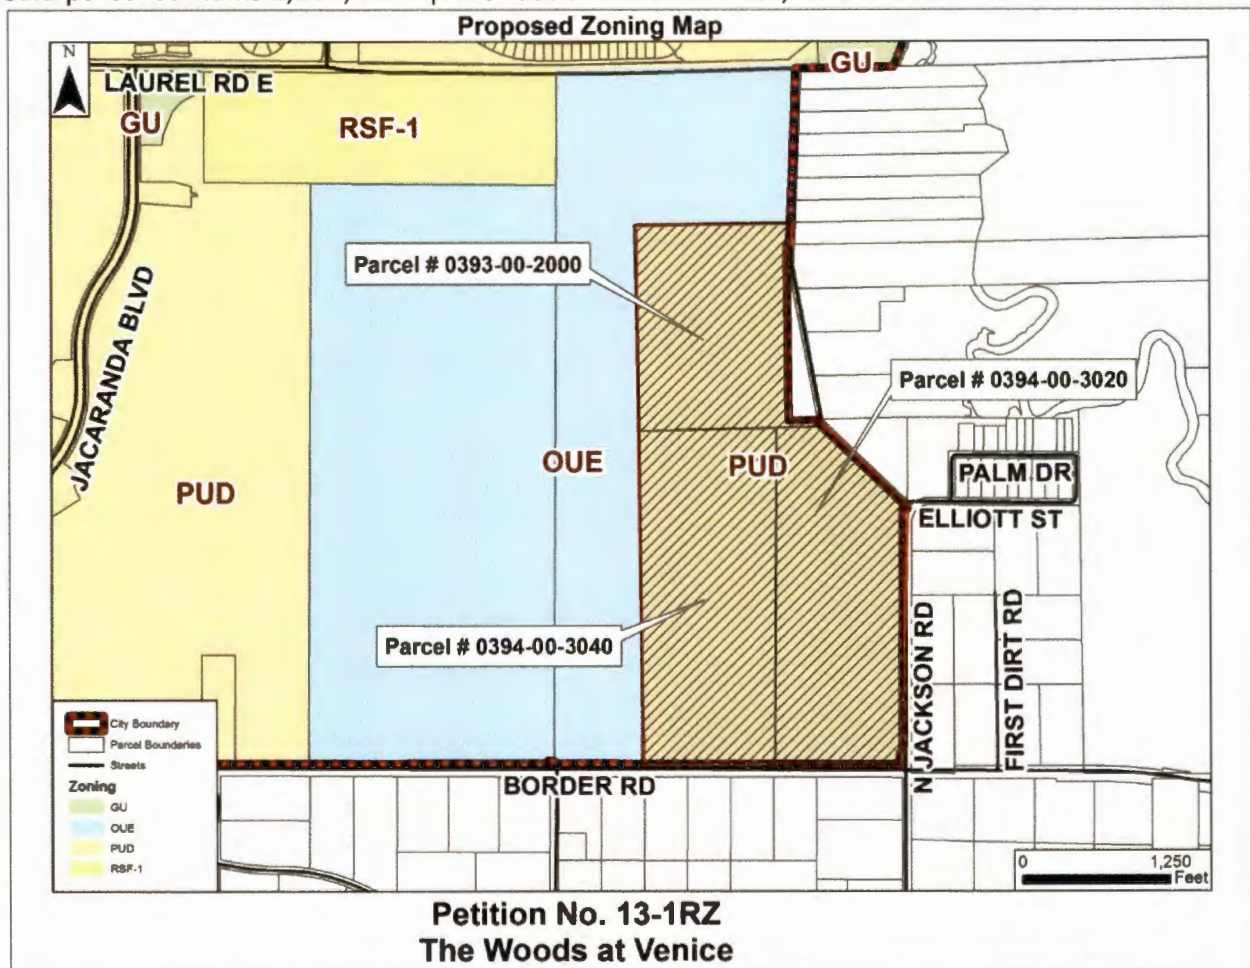 Proposed Zoning Map
N
GU
LAUREL RD E
GU
RSF-1
Parcel # 0393-00-2000
JACARANDA BLVD
Parcel # 0394-00-3020
OUE
PUD
PALM DR
PUD
ELLIOTT ST
Parcel # 0394-00-3040
N JACKSON RD
FIRST DIRT RD
City Boundary
Parcel Bounderies
Streets
Zoning
GU
OUE
PUD
RSF-1
BORDER RD
0 1,250
Feet
Petition No. 13-1RZ
The Woods at Venice